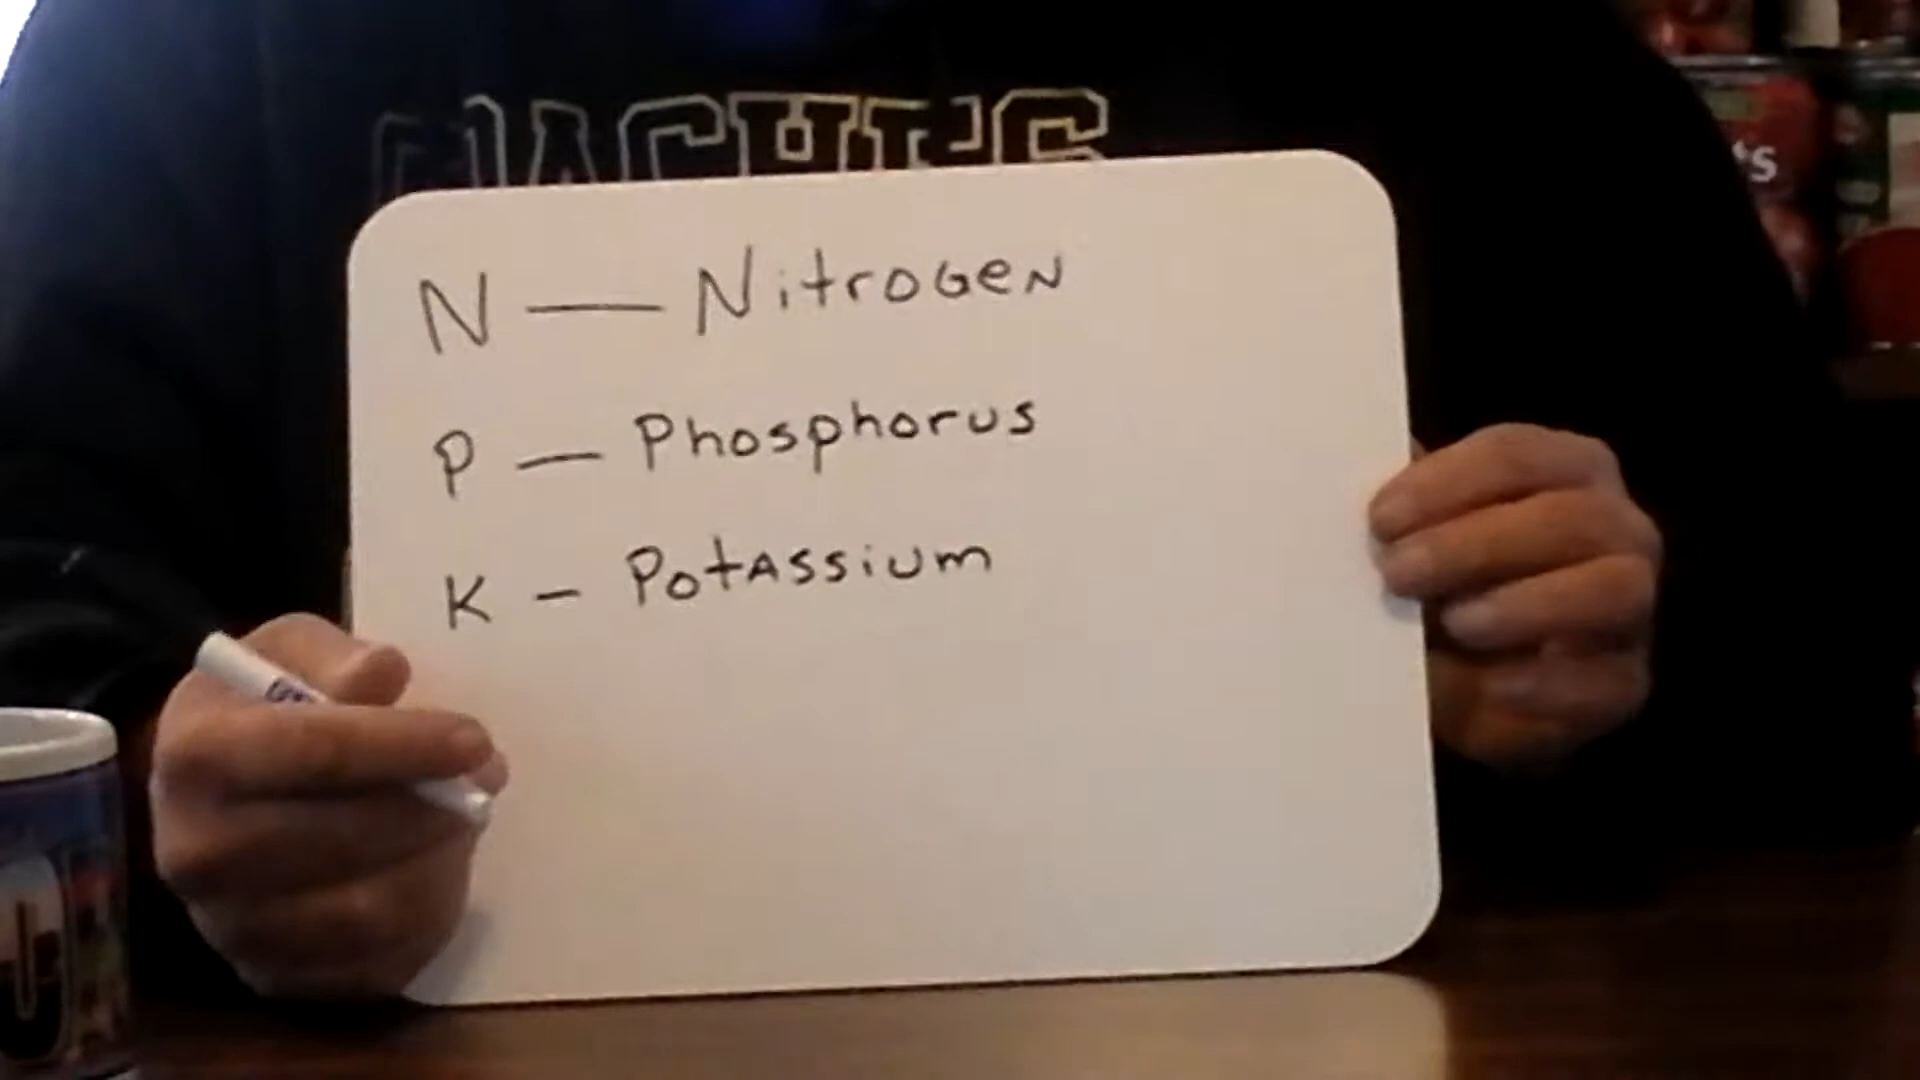 N — Nitrogen
P — Phosphorus
K - Potassium